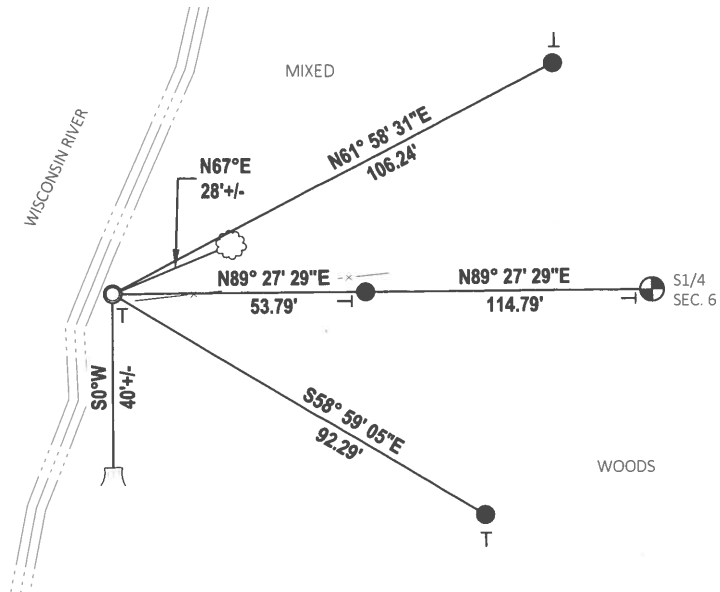 MIXED
WISCONSIN RIVER
N67°E
28'+/-
N61° 58' 31"E
106.24'
N89° 27' 29"E
53.79'
N89° 27' 29"E
114.79'
S1/4
SEC. 6
S0°W
40'+/-
S58° 59' 05"E
92.29'
WOODS